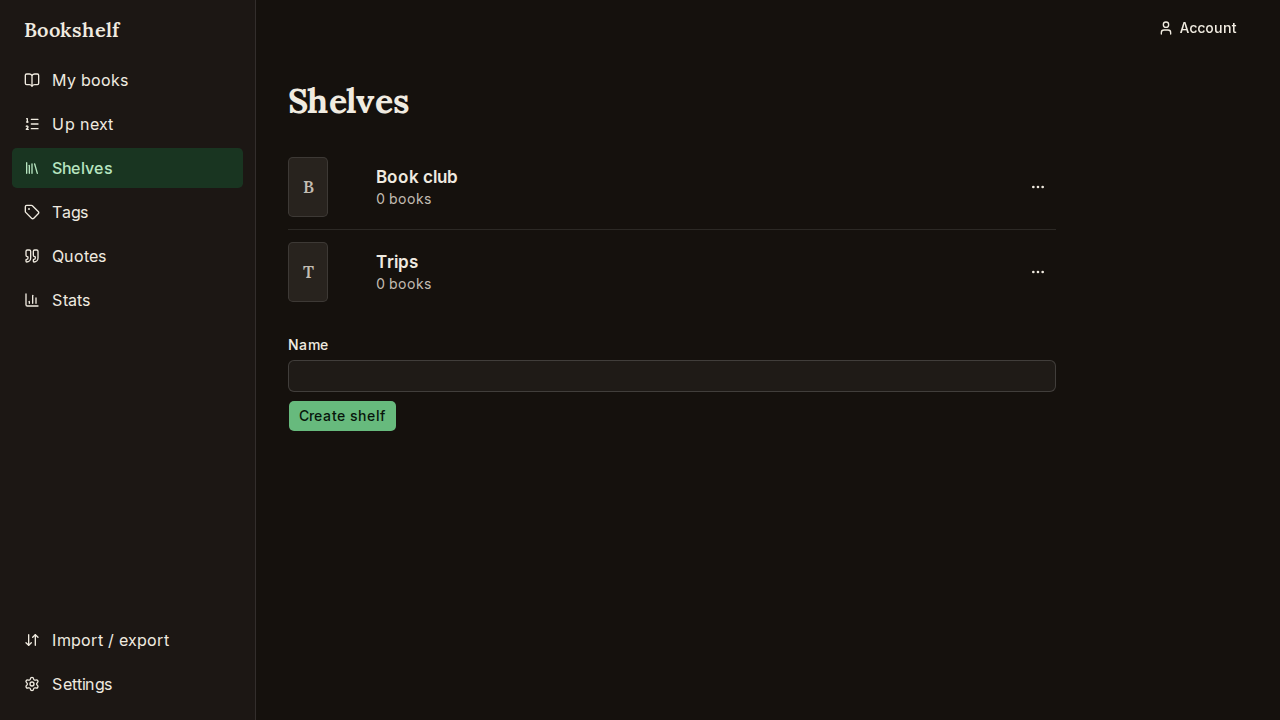 Bookshelf
My books
Up next
Shelves
Tags
Quotes
Stats
Import / export
Settings
Account
Shelves
B
Book club
0 books
T
Trips
0 books
Name
Create shelf